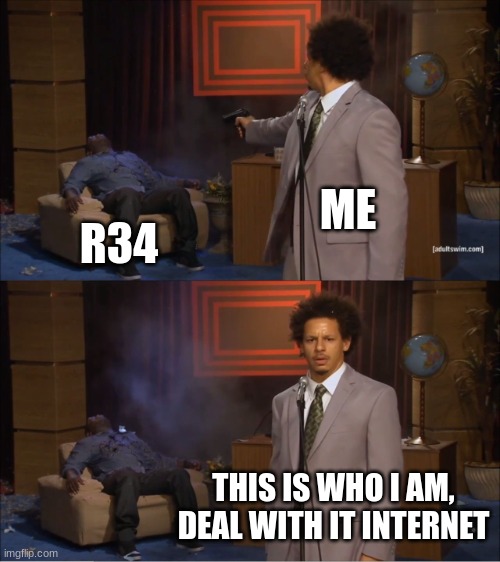 ME
R34
[adultswim.com]
THIS IS WHO I AM,
DEAL WITH IT INTERNET
imgflip.com